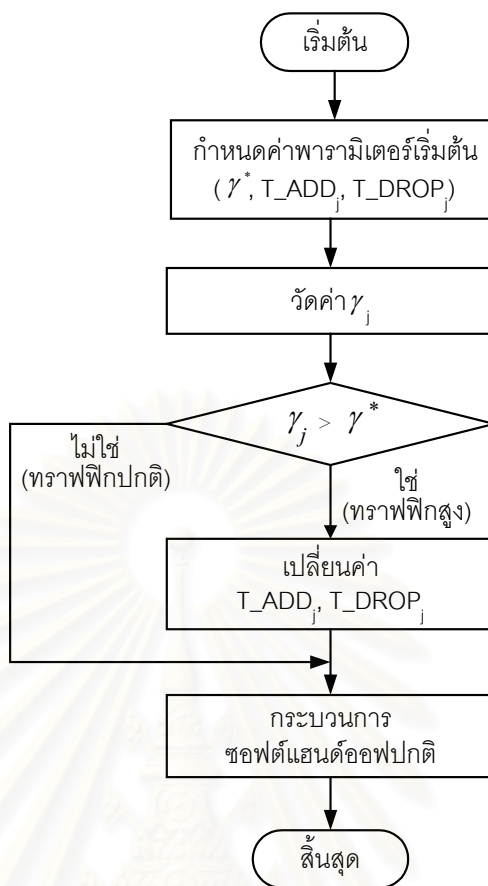 เริ่มต้น
กำหนดค่าพารามิเตอร์เริ่มต้น
(γ*, T_ADDⱼ, T_DROPⱼ)
วัดค่า γⱼ
γⱼ > γ*
ไม่ใช่
(ทราฟฟิกปกติ)
ใช่
(ทราฟฟิกสูง)
เปลี่ยนค่า
T_ADDⱼ, T_DROPⱼ
กระบวนการ
ซอฟต์แฮนด์ออฟปกติ
สิ้นสุด